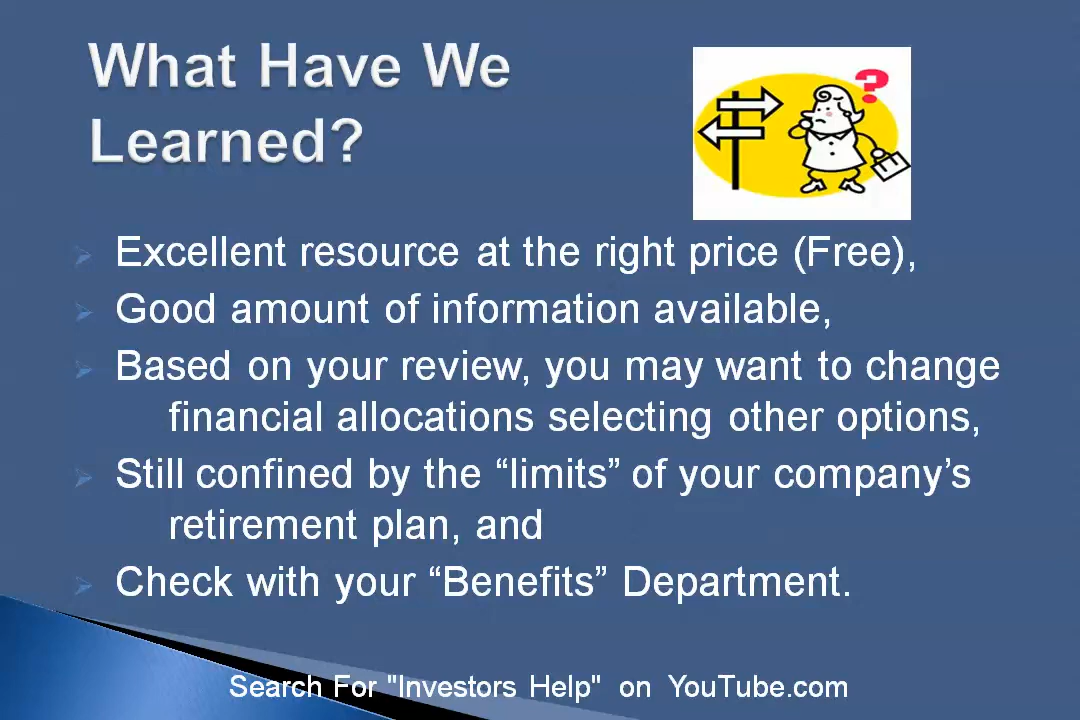 What Have We
Learned?
?
Excellent resource at the right price (Free),
Good amount of information available,
Based on your review, you may want to change
financial allocations selecting other options,
Still confined by the “limits” of your company’s
retirement plan, and
Check with your “Benefits” Department.
Search For "Investors Help" on YouTube.com